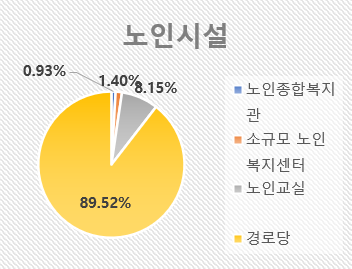 노인시설
0.93%
1.40%
8.15%
89.52%
노인종합복지
관
소규모 노인
복지센터
노인교실
경로당